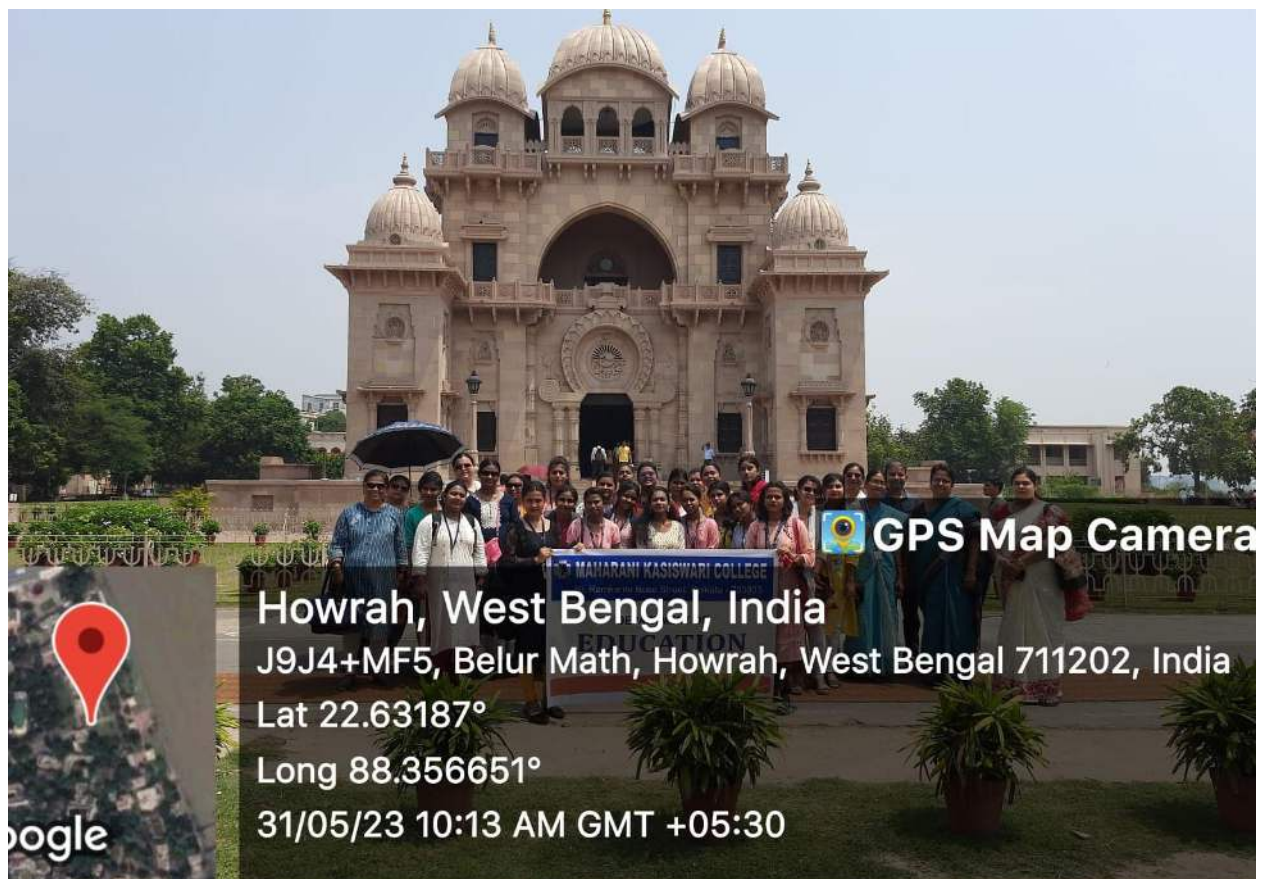 MAHARANI KASISWARI COLLEGE
EDUCATION
GPS Map Camera
Howrah, West Bengal, India
J9J4+MF5, Belur Math, Howrah, West Bengal 711202, India
Lat 22.63187°
Long 88.356651°
31/05/23 10:13 AM GMT +05:30
oogle